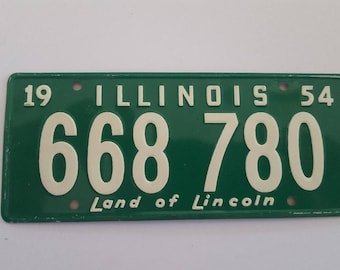 19 ILLINOIS 54
668 780
Land of Lincoln